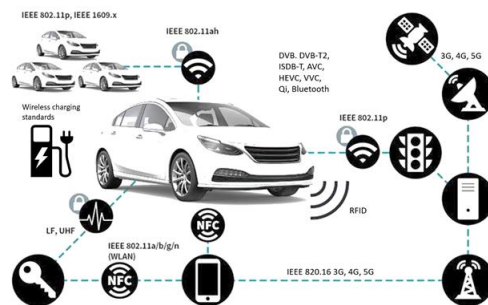 IEEE 802.11p, IEEE 1609.x
IEEE 802.11ah
DVB. DVB-T2,
ISDB-T, AVC,
HEVC, VVC,
Qi, Bluetooth
3G, 4G, 5G
Wireless charging
standards
IEEE 802.11p
RFID
LF, UHF
NFC
IEEE 802.11a/b/g/n
(WLAN)
NFC
IEEE 820.16 3G, 4G, 5G